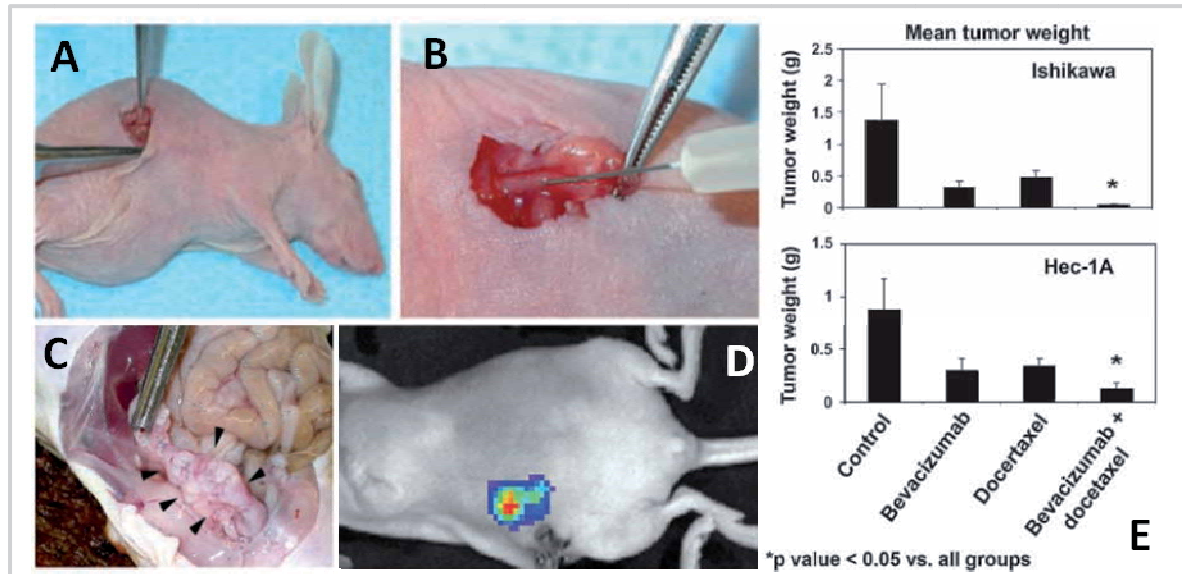 A
B
C
D
Mean tumor weight
Ishikawa
Tumor weight (g)
2.5
2
1.5
1
0.5
0
*
Hec-1A
Tumor weight (g)
1.5
1
0.5
0
*
Control
Bevacizumab
Docertaxel
Bevacizumab +
docetaxel
E
*p value < 0.05 vs. all groups